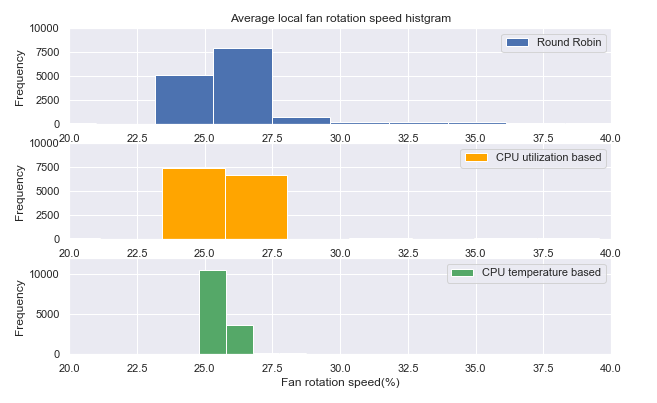 Average local fan rotation speed histgram
10000
7500
5000
2500
0
Frequency
Round Robin
20.0 22.5 25.0 27.5 30.0 32.5 35.0 37.5 40.0
10000
7500
5000
2500
0
Frequency
CPU utilization based
20.0 22.5 25.0 27.5 30.0 32.5 35.0 37.5 40.0
10000
5000
0
Frequency
CPU temperature based
20.0 22.5 25.0 27.5 30.0 32.5 35.0 37.5 40.0
Fan rotation speed(%)